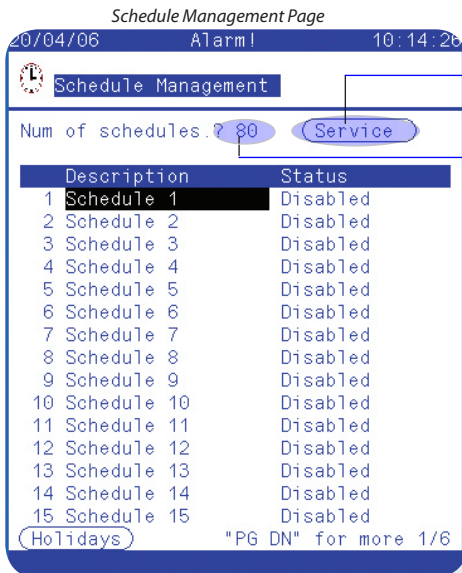 Schedule Management Page
20/04/06 Alarm! 10:14:26
Schedule Management
Num of schedules.? 80 (Service )
Description Status
1 Schedule 1 Disabled
2 Schedule 2 Disabled
3 Schedule 3 Disabled
4 Schedule 4 Disabled
5 Schedule 5 Disabled
6 Schedule 6 Disabled
7 Schedule 7 Disabled
8 Schedule 8 Disabled
9 Schedule 9 Disabled
10 Schedule 10 Disabled
11 Schedule 11 Disabled
12 Schedule 12 Disabled
13 Schedule 13 Disabled
14 Schedule 14 Disabled
15 Schedule 15 Disabled
(Holidays) "PG DN" for more 1/6